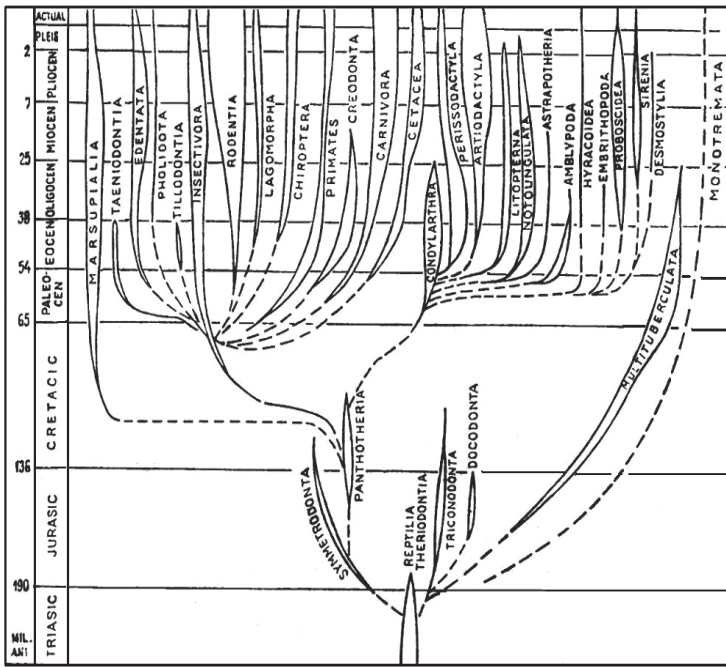 ACTUAL
PLEIS
PLIOCEN
MIOCEN
OLIGOCEN
EOCEN
PALEO-
CEN
CRETACIC
JURASIC
TRIASIC
2
7
25
38
54
65
136
190
MIL.
ANI
MARSUPIALIA
TAENIODONTIA
EDENTATA
PHOLIDOTA
TILLODONTIA
INSECTIVORA
RODENTIA
LAGOMORPHA
CHIROPTERA
PRIMATES
CREODONTA
CARNIVORA
CETACEA
CONDYLARTHRA
PERISSODACTYLA
ARTIODACTYLA
LITOPTERNA
NOTOUNGULATA
ASTRAPOTHERIA
AMBLYPODA
HYRACOIDEA
EMBRITHOPODA
PROBOSCIDEA
SIRENIA
DESMOSTYLIA
MONOTREMATA
MULTITUBERCULATA
PANTHOTHERIA
SYMMETRODONTA
REPTILIA
THERIODONTIA
TRICONODONTA
DOCODONTA